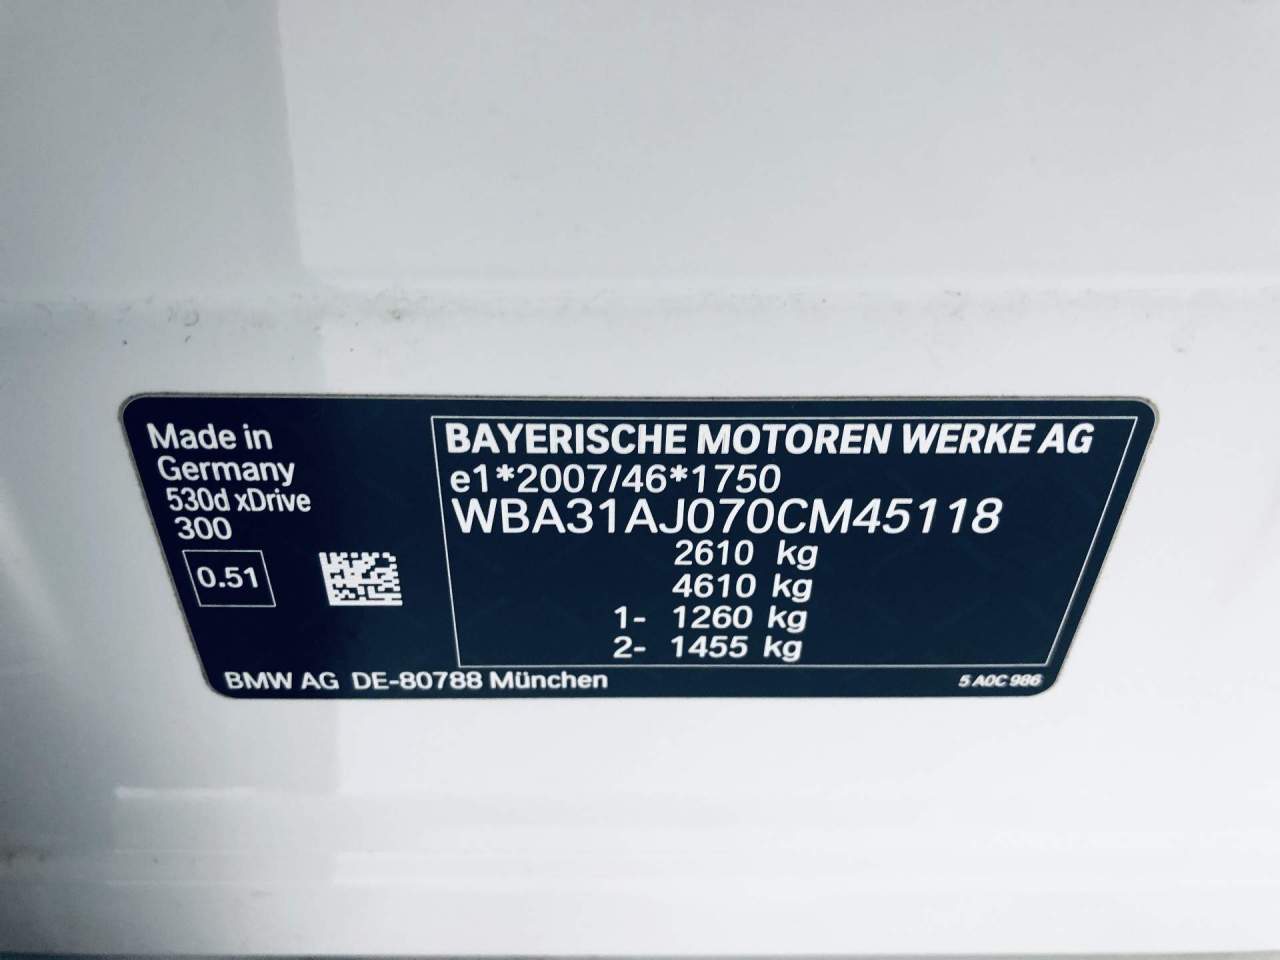 Made in
Germany
530d xDrive
300
0.51
BAYERISCHE MOTOREN WERKE AG
e1*2007/46*1750
WBA31AJ070CM45118
2610 kg
4610 kg
1- 1260 kg
2- 1455 kg
BMW AG DE-80788 München
5 A0C 986